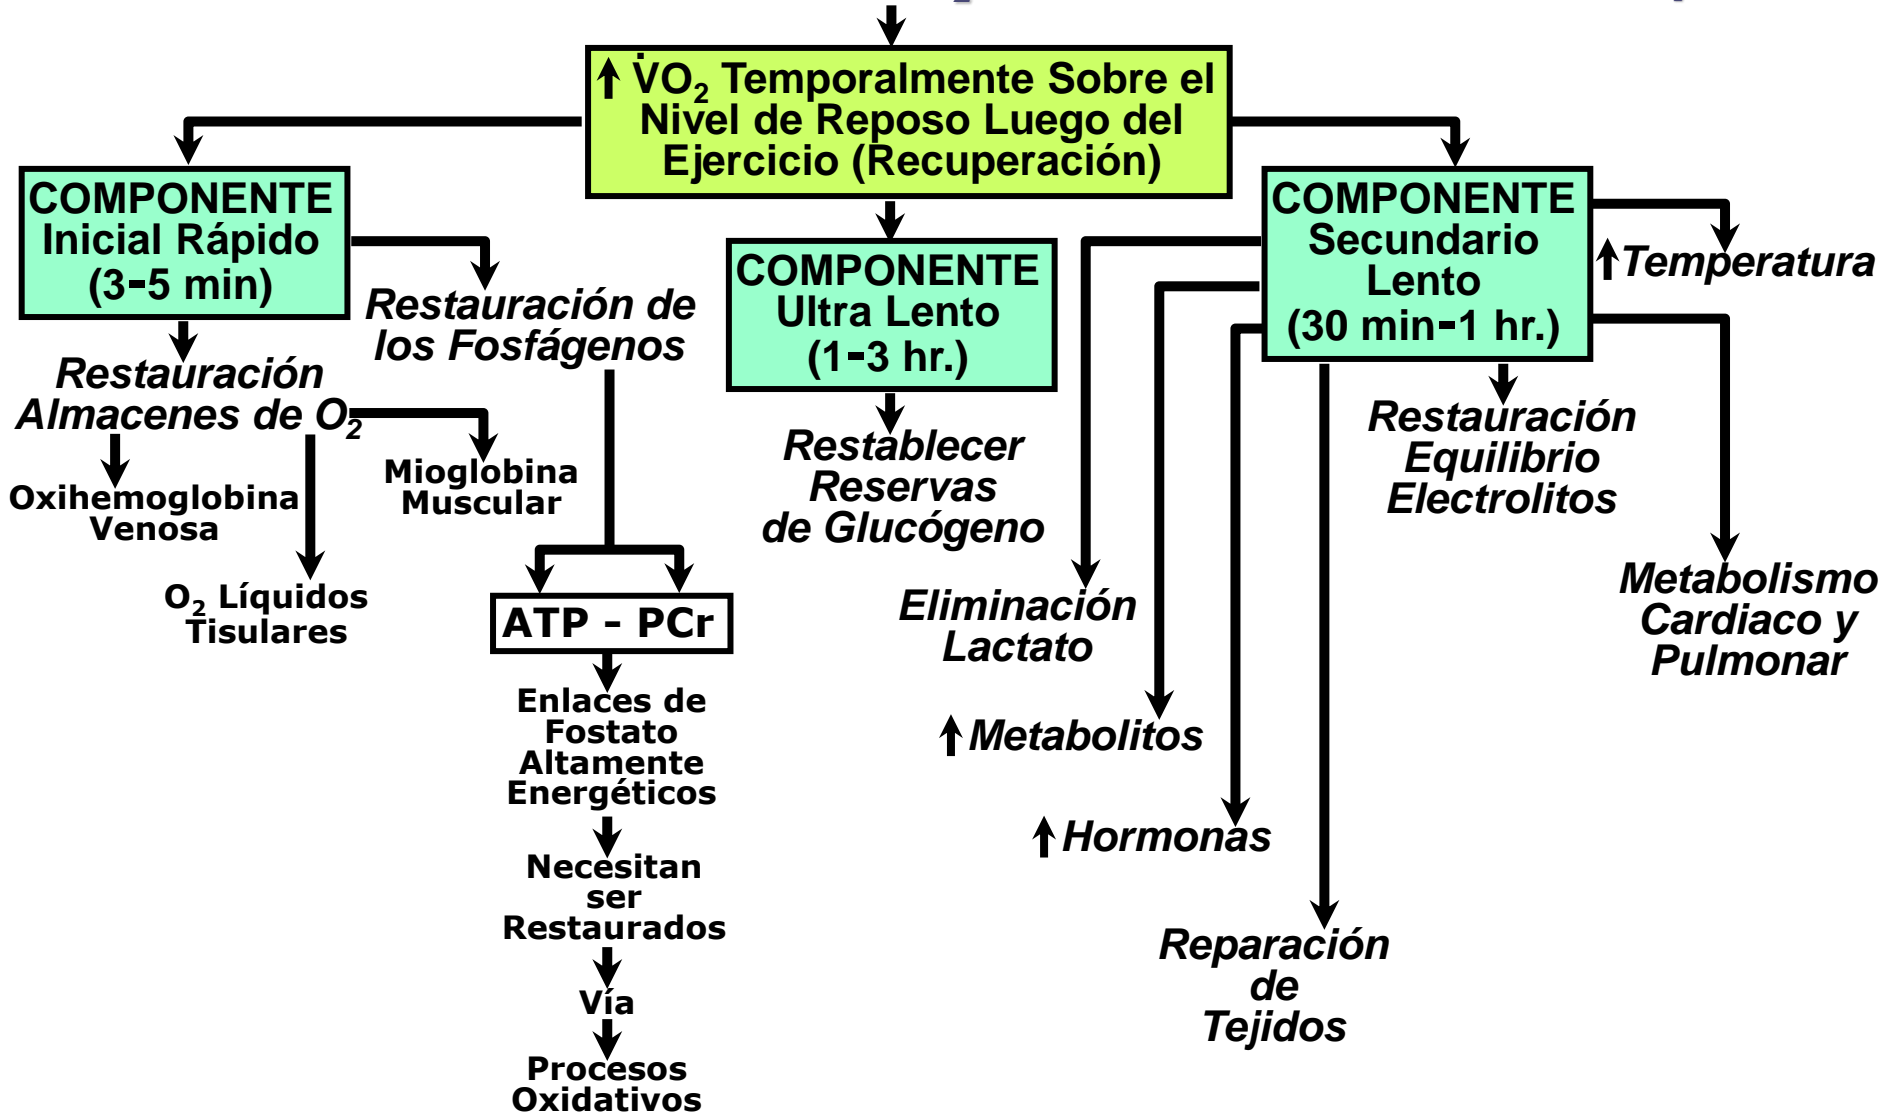 ↑ V̇O₂ Temporalmente Sobre el
Nivel de Reposo Luego del
Ejercicio (Recuperación)
COMPONENTE
Inicial Rápido
(3-5 min)
Restauración de
los Fosfágenos
Restauración
Almacenes de O₂
Oxihemoglobina
Venosa
O₂ Líquidos
Tisulares
Mioglobina
Muscular
ATP - PCr
Enlaces de
Fostato
Altamente
Energéticos
Necesitan
ser
Restaurados
Vía
Procesos
Oxidativos
COMPONENTE
Ultra Lento
(1-3 hr.)
Restablecer
Reservas
de Glucógeno
COMPONENTE
Secundario
Lento
(30 min-1 hr.)
↑ Temperatura
Restauración
Equilibrio
Electrolitos
Metabolismo
Cardiaco y
Pulmonar
Eliminación
Lactato
↑ Metabolitos
↑ Hormonas
Reparación
de
Tejidos